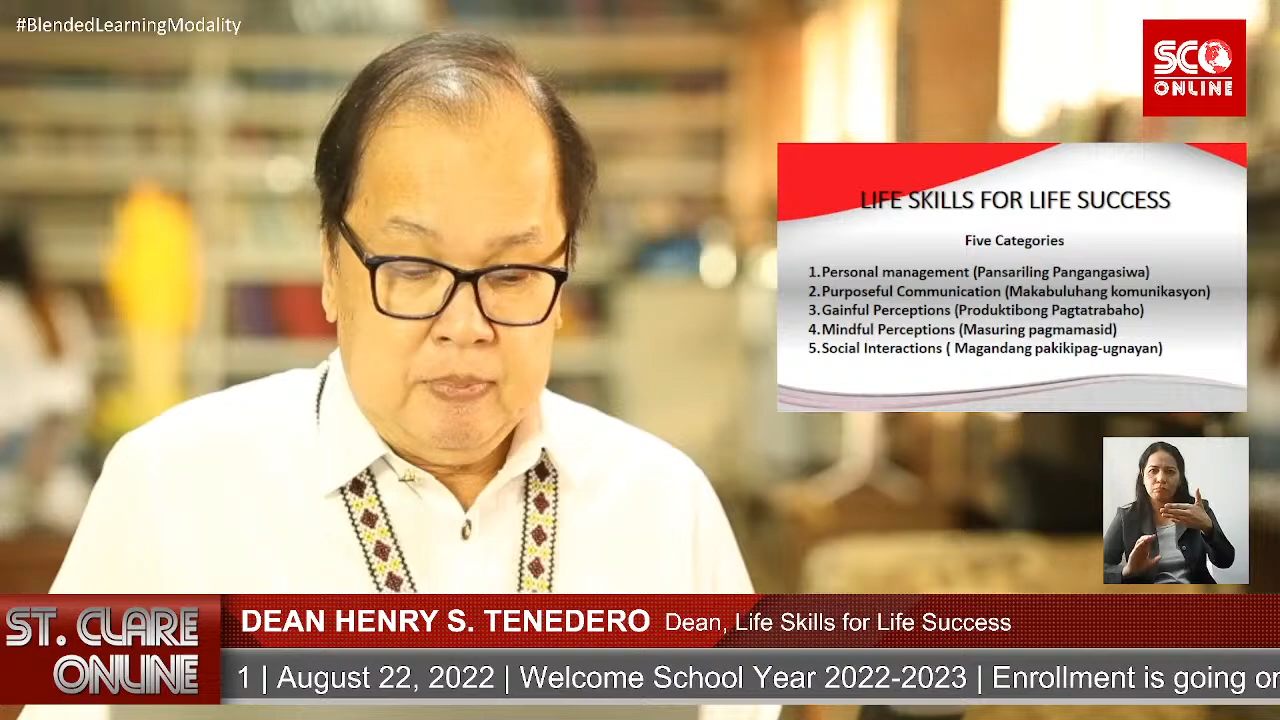 #BlendedLearningModality
SCO
ONLINE
LIFE SKILLS FOR LIFE SUCCESS
Five Categories
1. Personal management (Pansariling Pangangasiwa)
2. Purposeful Communication (Makabuluhang komunikasyon)
3. Gainful Perceptions (Produktibong Pagtatrabaho)
4. Mindful Perceptions (Masuring pagmamasid)
5. Social Interactions ( Magandang pakikipag-ugnayan)
ST. CLARE
ONLINE
DEAN HENRY S. TENEDERO Dean, Life Skills for Life Success
1 | August 22, 2022 | Welcome School Year 2022-2023 | Enrollment is going on